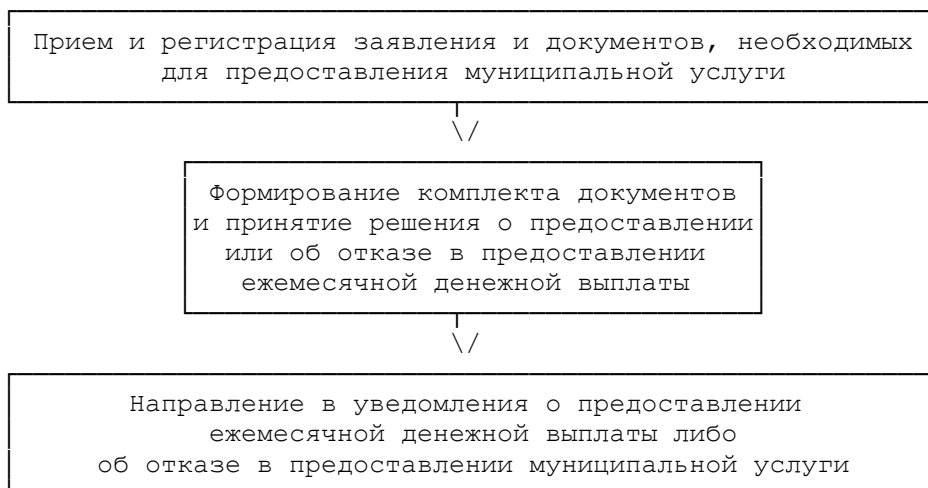 Прием и регистрация заявления и документов, необходимых
для предоставления муниципальной услуги
\/
Формирование комплекта документов
и принятие решения о предоставлении
или об отказе в предоставлении
ежемесячной денежной выплаты
\/
Направление в уведомления о предоставлении
ежемесячной денежной выплаты либо
об отказе в предоставлении муниципальной услуги